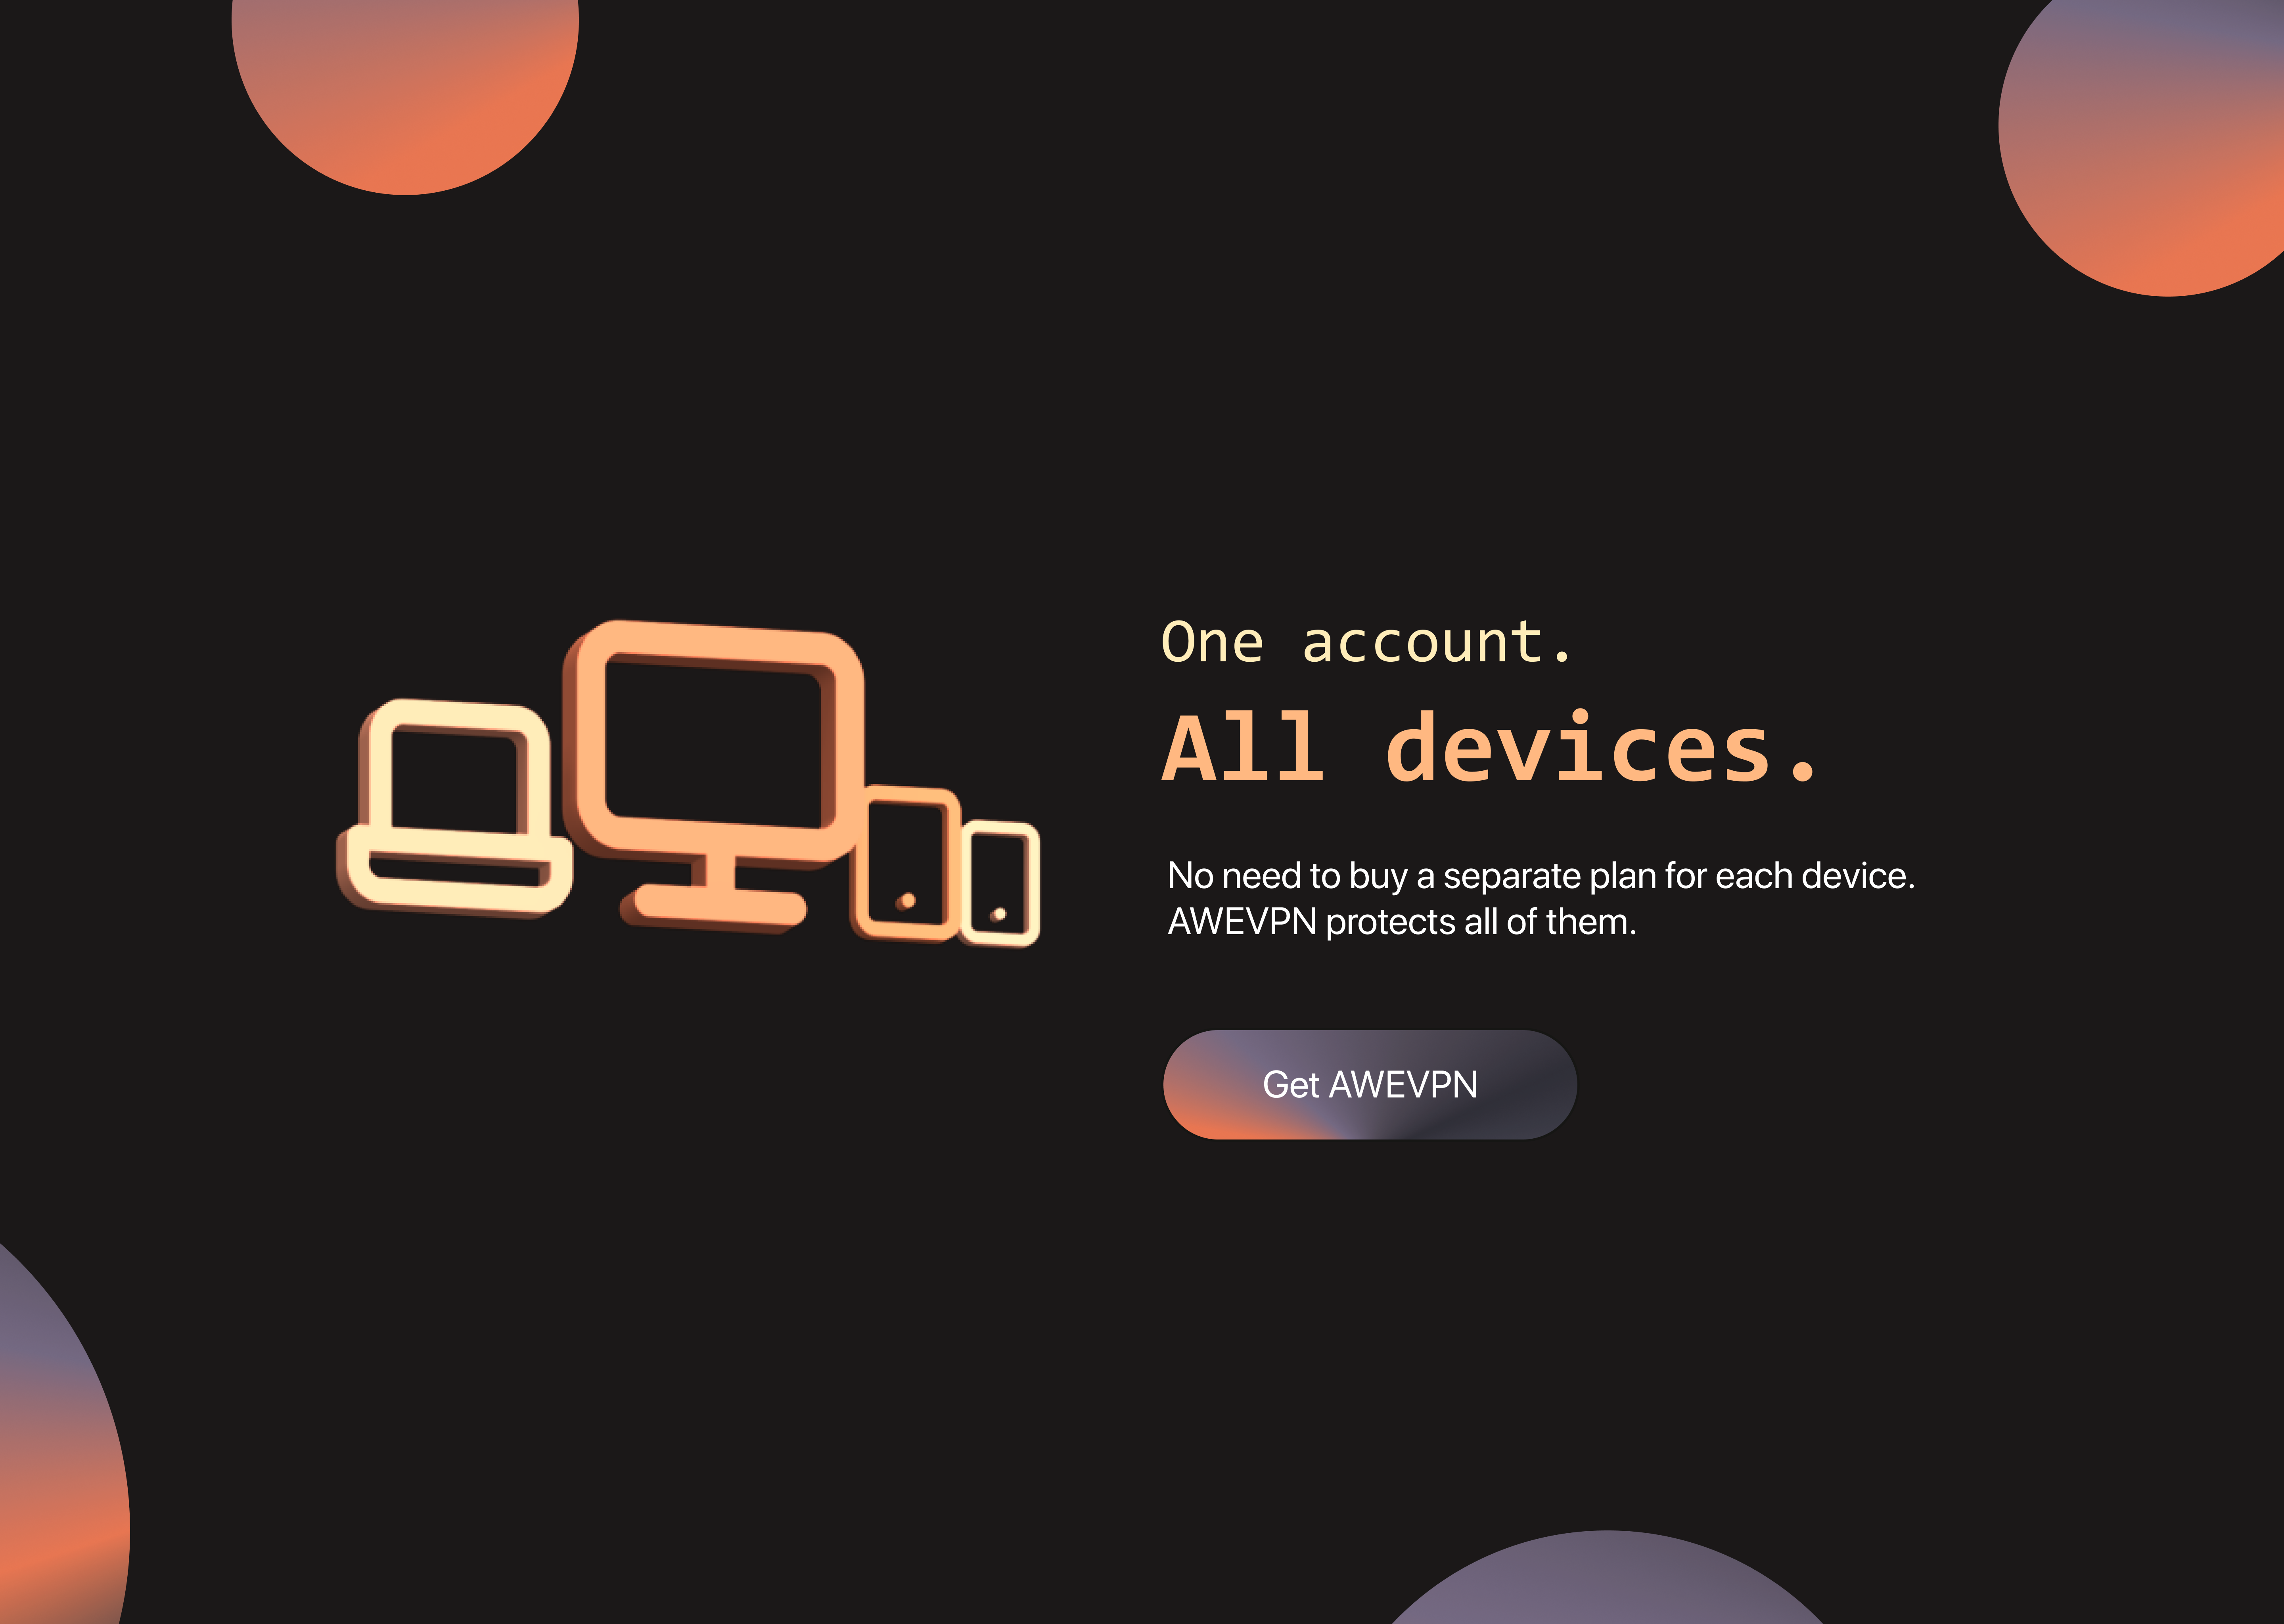 One account.
All devices.
No need to buy a separate plan for each device.
AWEVPN protects all of them.
Get AWEVPN